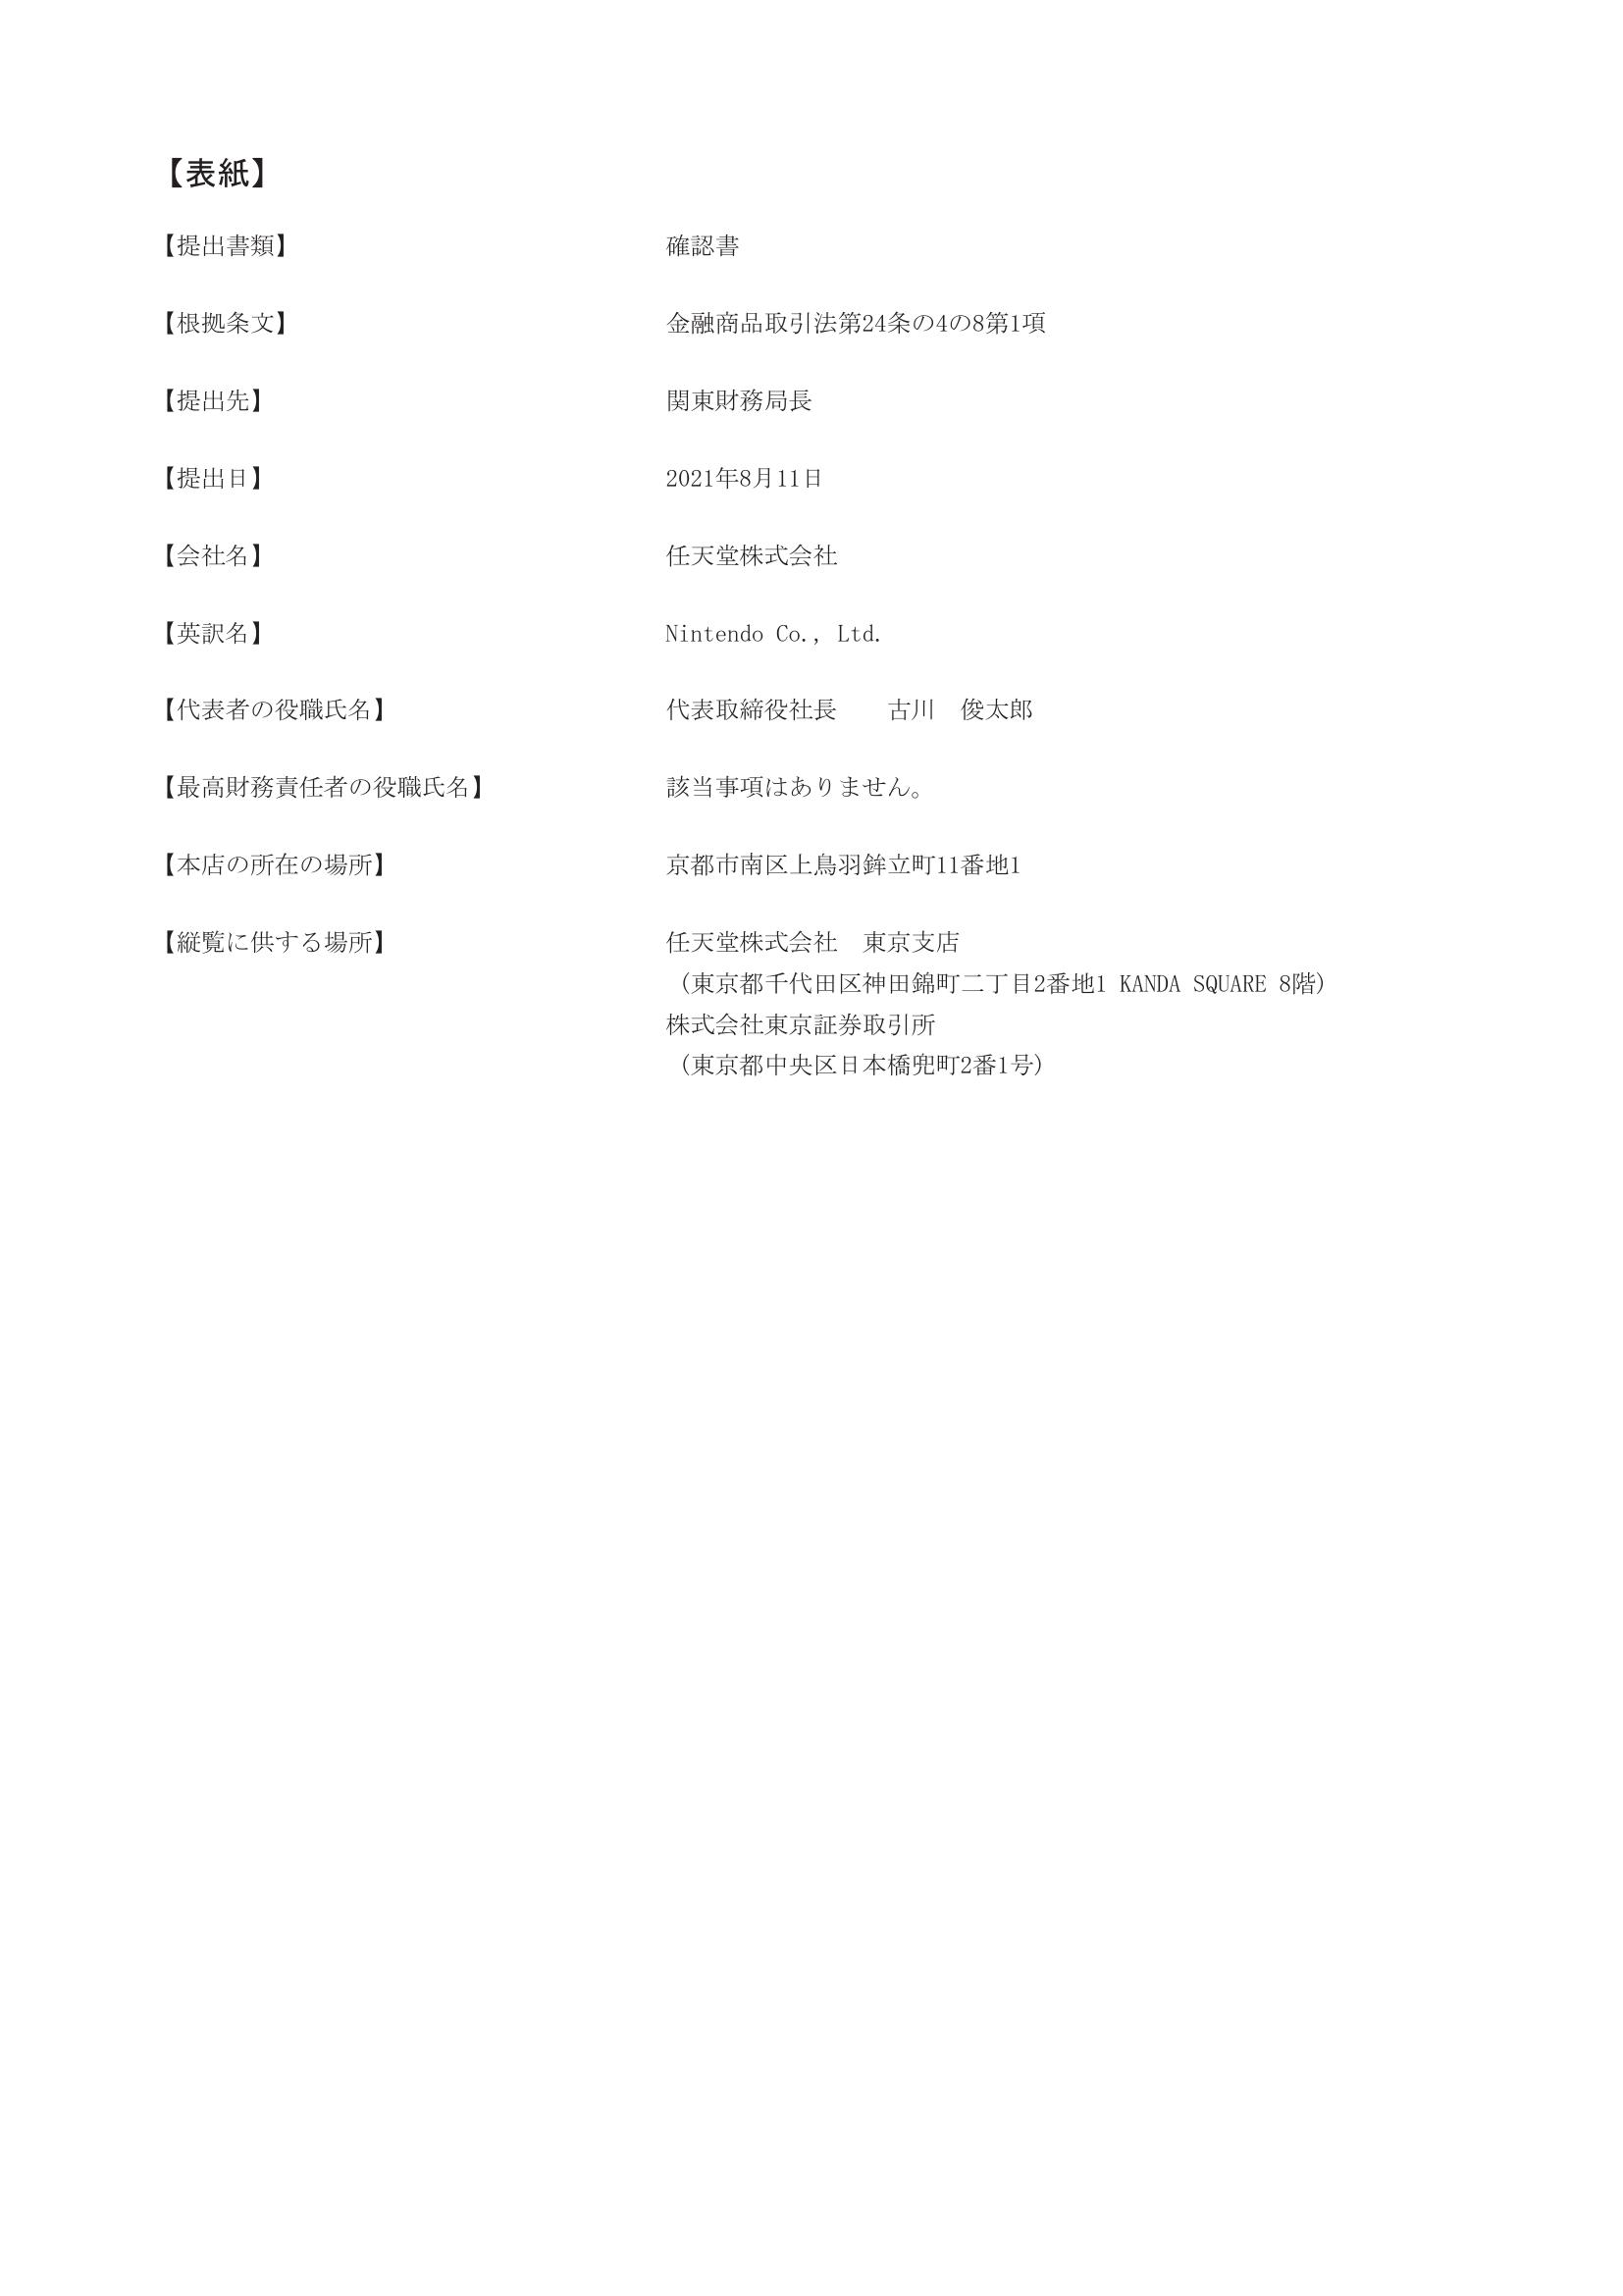 【表紙】
【提出書類】 確認書
【根拠条文】 金融商品取引法第24条の4の8第1項
【提出先】 関東財務局長
【提出日】 2021年8月11日
【会社名】 任天堂株式会社
【英訳名】 Nintendo Co., Ltd.
【代表者の役職氏名】 代表取締役社長　　古川　俊太郎
【最高財務責任者の役職氏名】 該当事項はありません。
【本店の所在の場所】 京都市南区上鳥羽鉾立町11番地1
【縦覧に供する場所】 任天堂株式会社　東京支店
（東京都千代田区神田錦町二丁目2番地1 KANDA SQUARE 8階）
株式会社東京証券取引所
（東京都中央区日本橋兜町2番1号）